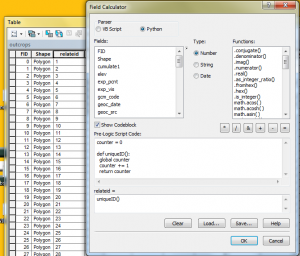 Table
outcrops
FID Shape relateid
0 Polygon 1
1 Polygon 2
2 Polygon 3
3 Polygon 4
4 Polygon 5
5 Polygon 6
6 Polygon 7
7 Polygon 8
8 Polygon 9
9 Polygon 10
10 Polygon 11
11 Polygon 12
12 Polygon 13
13 Polygon 14
14 Polygon 15
15 Polygon 16
16 Polygon 17
17 Polygon 18
18 Polygon 19
19 Polygon 20
20 Polygon 21
21 Polygon 22
22 Polygon 23
23 Polygon 24
24 Polygon 25
25 Polygon 26
26 Polygon 27
27 Polygon 28
Field Calculator
Parser
VB Script Python
Fields:
FID
Shape
cumulate1
elev
exp_pcnt
exp_vis
gcm_code
geoc_date
geoc_src
Type:
Number
String
Date
Functions:
.conjugate()
.denominator()
.imag()
.numerator()
.real()
.as_integer_ratio()
.fromhex()
.hex()
.is_integer()
math.acos()
math.acosh()
math.asin()
Show Codeblock
* / & + - =
Pre-Logic Script Code:
counter = 0
def uniqueID():
global counter
counter += 1
return counter
relateid =
uniqueID()
Clear Load... Save... Help
OK Cancel